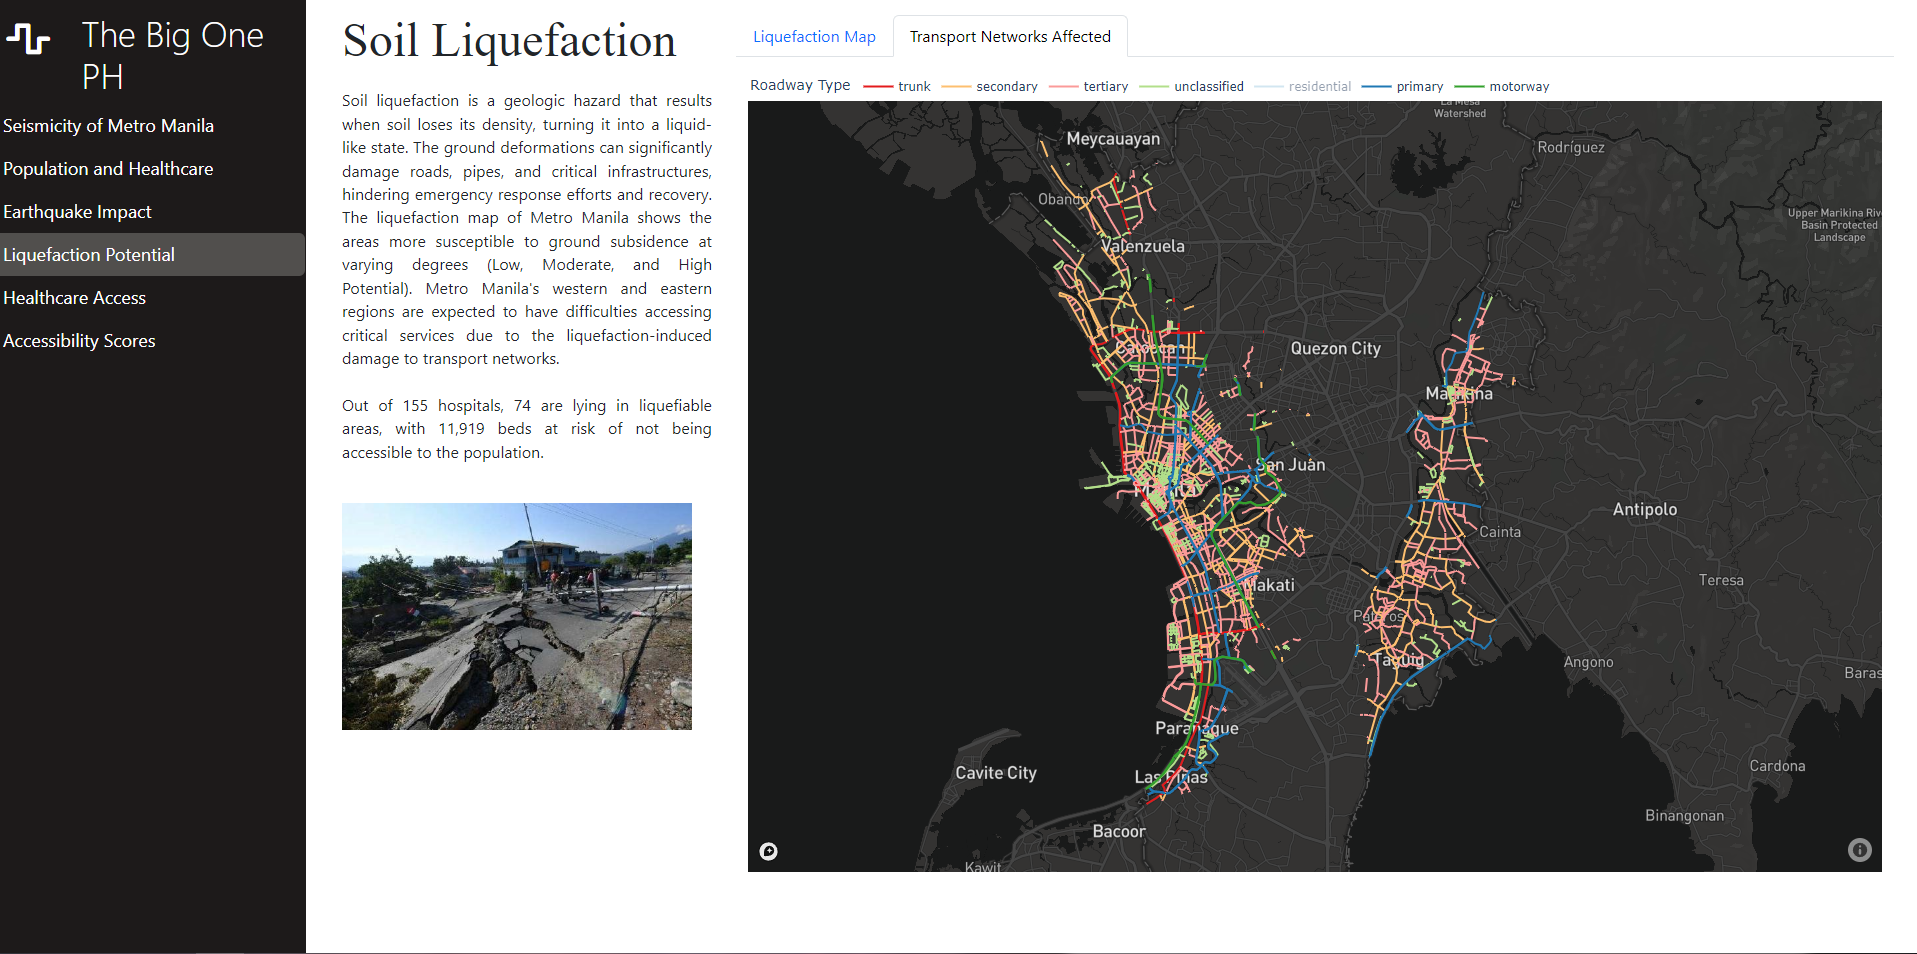 The Big One
PH
Seismicity of Metro Manila
Population and Healthcare
Earthquake Impact
Liquefaction Potential
Healthcare Access
Accessibility Scores
Soil Liquefaction
Soil liquefaction is a geologic hazard that results
when soil loses its density, turning it into a liquid-
like state. The ground deformations can significantly
damage roads, pipes, and critical infrastructures,
hindering emergency response efforts and recovery.
The liquefaction map of Metro Manila shows the
areas more susceptible to ground subsidence at
varying degrees (Low, Moderate, and High
Potential). Metro Manila's western and eastern
regions are expected to have difficulties accessing
critical services due to the liquefaction-induced
damage to transport networks.
Out of 155 hospitals, 74 are lying in liquefiable
areas, with 11,919 beds at risk of not being
accessible to the population.
Liquefaction Map
Transport Networks Affected
Roadway Type trunk secondary tertiary unclassified residential primary motorway
La Mesa
Watershed
Meycauayan
Rodríguez
Obando
Upper Marikina Riv
Basin Protected
Landscape
Valenzuela
Caloocan
Quezon City
Marikina
San Juan
Antipolo
Cainta
Makati
Teresa
Pateros
Taguig
Angono
Baras
Parañaque
Cavite City
Las Piñas
Cardona
Binangonan
Bacoor
Kawit